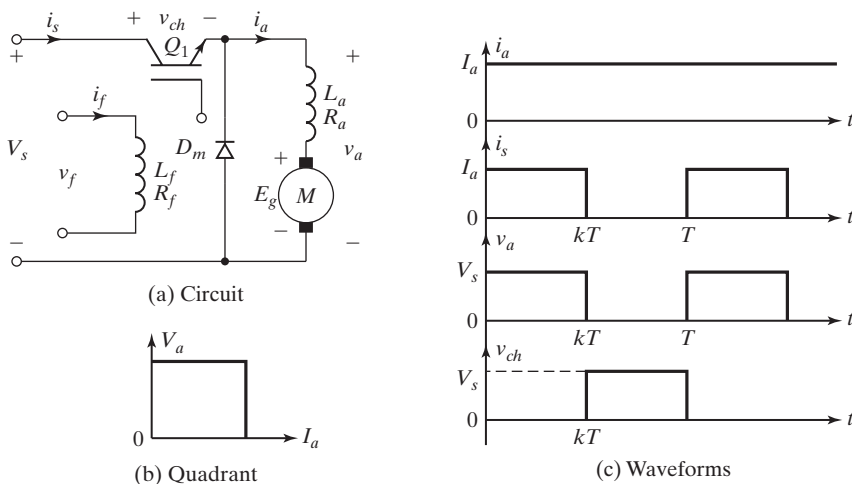 + v_ch −
i_s
Q_1
i_a
+
+
i_f
L_a
R_a
V_s
v_f
L_f
R_f
D_m
+
v_a
E_g
M
−
−
−
(a) Circuit
V_a
0
I_a
(b) Quadrant
i_a
I_a
0
t
i_s
I_a
0
kT
T
t
v_a
V_s
0
kT
T
t
v_ch
V_s
0
kT
T
t
(c) Waveforms